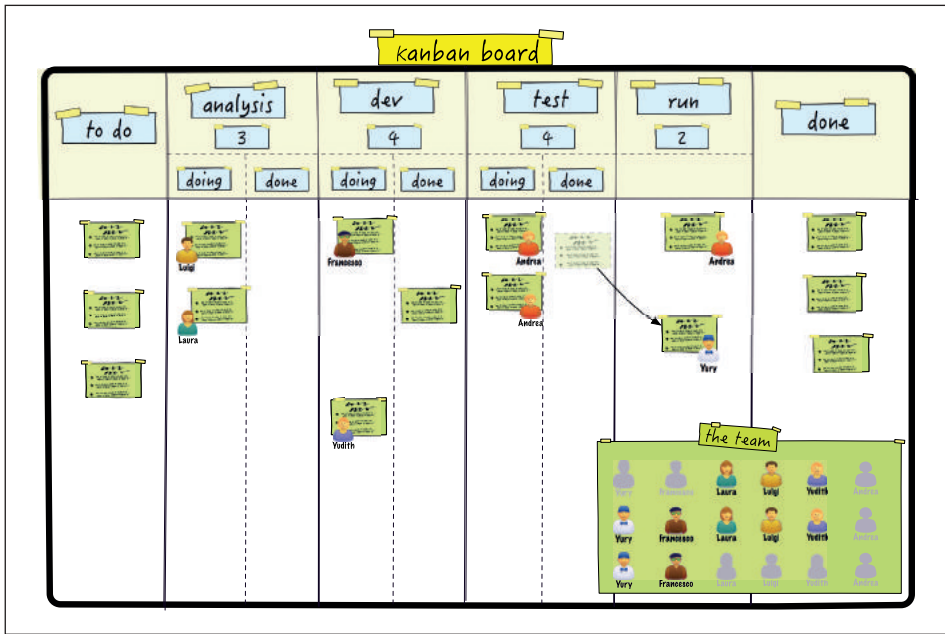 kanban board
to do
analysis
3
dev
4
test
4
run
2
done
doing
done
doing
done
doing
done
Luigi
Francesco
Andrea
Andrea
Laura
Andrea
Yury
Yudith
the team
Yury Francesco Laura Luigi Yudith Andrea
Yury Francesco Laura Luigi Yudith Andrea
Yury Francesco Laura Luigi Yudith Andrea